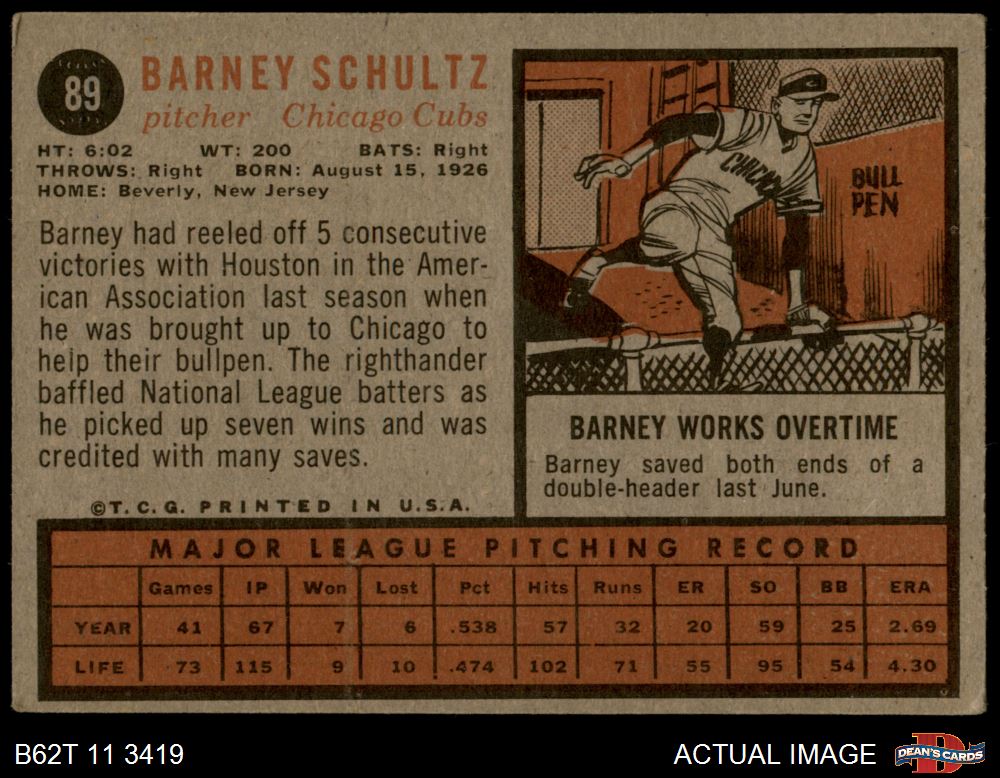 89
BARNEY SCHULTZ
pitcher Chicago Cubs
HT: 6:02 WT: 200 BATS: Right
THROWS: Right BORN: August 15, 1926
HOME: Beverly, New Jersey
Barney had reeled off 5 consecutive
victories with Houston in the Amer-
ican Association last season when
he was brought up to Chicago to
help their bullpen. The righthander
baffled National League batters as
he picked up seven wins and was
credited with many saves.
©T.C.G. PRINTED IN U.S.A.
CHICAGO
BULL
PEN
BARNEY WORKS OVERTIME
Barney saved both ends of a
double-header last June.
MAJOR LEAGUE PITCHING RECORD
Games IP Won Lost Pct Hits Runs ER SO BB ERA
YEAR 41 67 7 6 .538 57 32 20 59 25 2.69
LIFE 73 115 9 10 .474 102 71 55 95 54 4.30
B62T 11 3419
ACTUAL IMAGE
DEAN'S CARDS